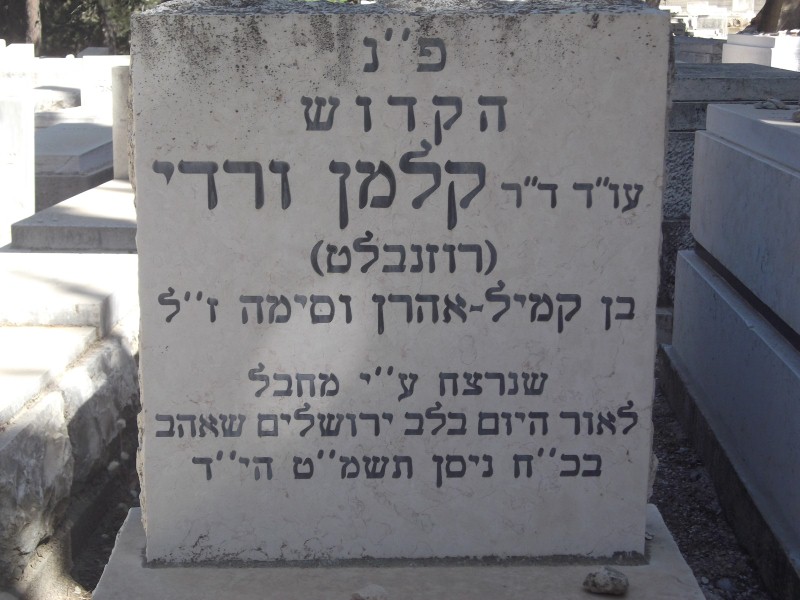 פ''נ
הקדוש
עו"ד ד"ר קלמן ורדי
(רוזנבלט)
בן קמיל-אהרן וסימה ז''ל
שנרצח ע''י מחבל
לאור היום בלב ירושלים שאהב
בכ''ח ניסן תשמ''ט הי''ד